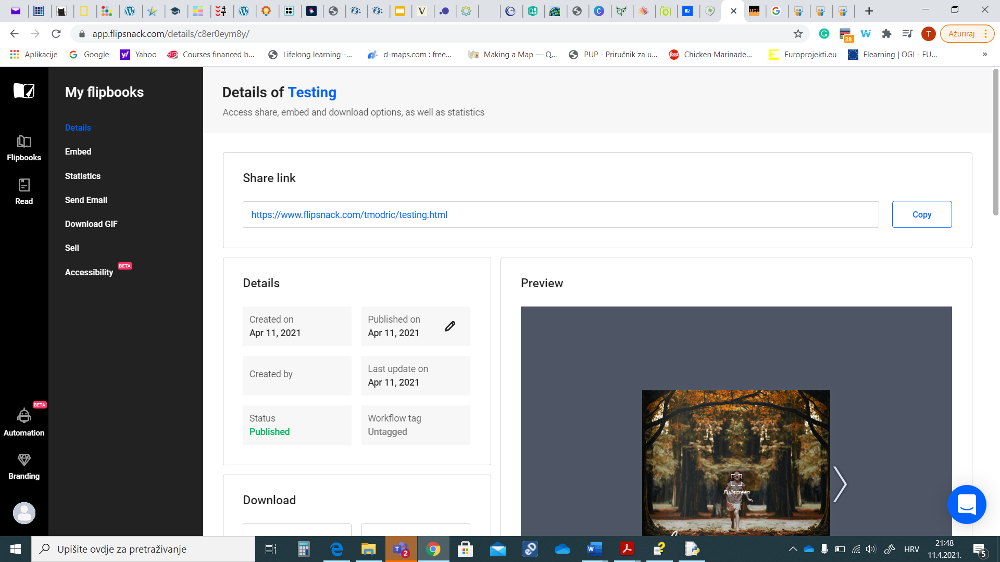 app.flipsnack.com/details/c8er0eym8y/
38
T
Ažuriraj
Aplikacije
Google
Yahoo
Courses financed b...
Lifelong learning -...
d-maps.com : free...
Making a Map — Q...
PUP - Priručnik za u...
Chicken Marinade...
Europrojekti.eu
Elearning | OGI - EU...
»
My flipbooks
Details
Embed
Statistics
Send Email
Download GIF
Sell
Accessibility
BETA
Flipbooks
Read
BETA
Automation
Branding
Details of Testing
Access share, embed and download options, as well as statistics
Share link
https://www.flipsnack.com/tmodric/testing.html
Copy
Details
Created on
Apr 11, 2021
Published on
Apr 11, 2021
Created by
Last update on
Apr 11, 2021
Status
Published
Workflow tag
Untagged
Download
Preview
Fullscreen
Upišite ovdje za pretraživanje
2
HRV
21:48
11.4.2021.
5